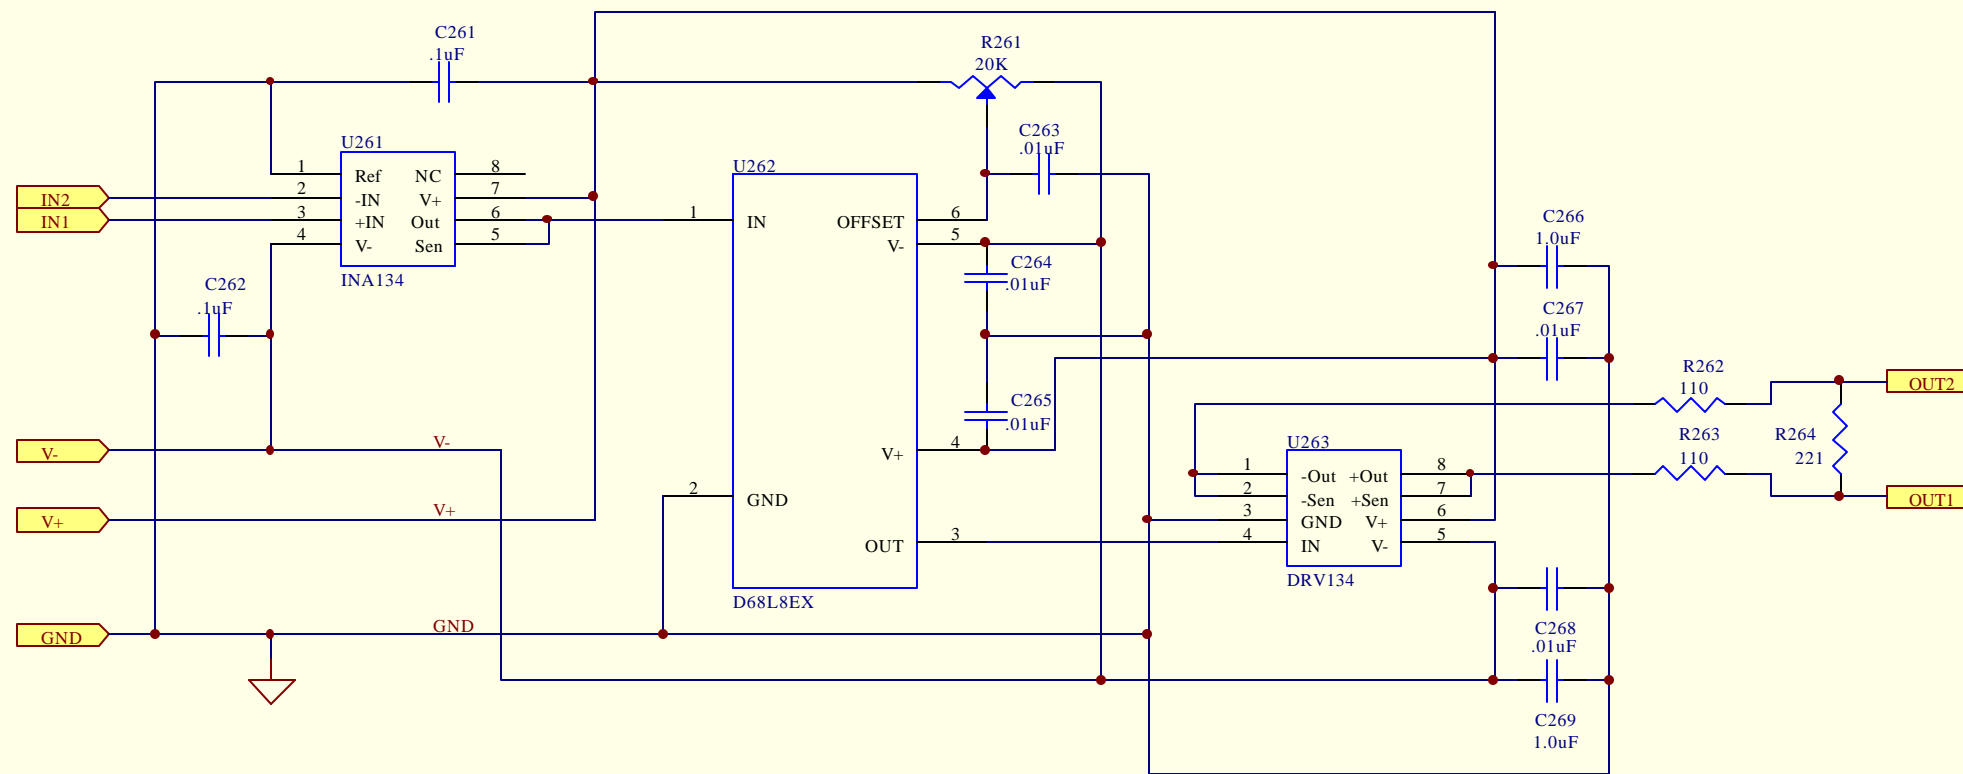 C261
.1uF
R261
20K
C263
.01uF
U261
1 Ref NC 8
2 -IN V+ 7
3 +IN Out 6
4 V- Sen 5
INA134
IN2
IN1
C262
.1uF
U262
1 IN OFFSET 6
V- 5
C264
.01uF
C265
.01uF
V+ 4
2 GND
OUT 3
D68L8EX
C266
1.0uF
C267
.01uF
R262
110
OUT2
R263
110
R264
221
OUT1
U263
1 -Out +Out 8
2 -Sen +Sen 7
3 GND V+ 6
4 IN V- 5
DRV134
V- V-
V+ V+
GND GND
C268
.01uF
C269
1.0uF